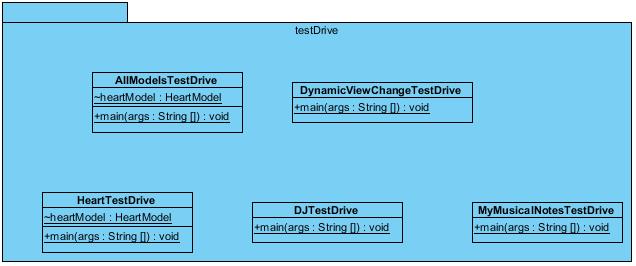 testDrive
AllModelsTestDrive
~heartModel : HeartModel
+main(args : String []) : void
DynamicViewChangeTestDrive
+main(args : String []) : void
HeartTestDrive
~heartModel : HeartModel
+main(args : String []) : void
DJTestDrive
+main(args : String []) : void
MyMusicalNotesTestDrive
+main(args : String []) : void